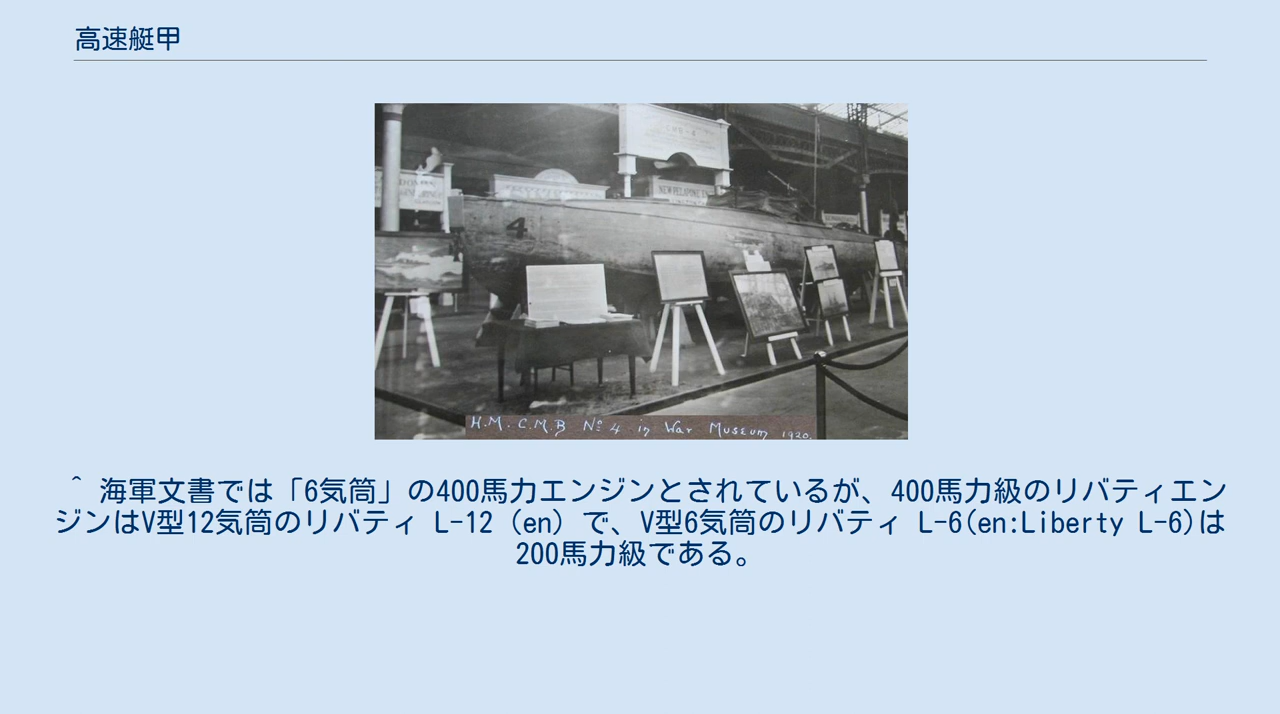 高速艇甲
4
NEW PELAPONE
H.M. C.M.B Nº 4 in War Museum 1920.
^ 海軍文書では「6気筒」の400馬力エンジンとされているが、400馬力級のリバティエン
ジンはV型12気筒のリバティ L-12 (en) で、V型6気筒のリバティ L-6(en:Liberty L-6)は
200馬力級である。